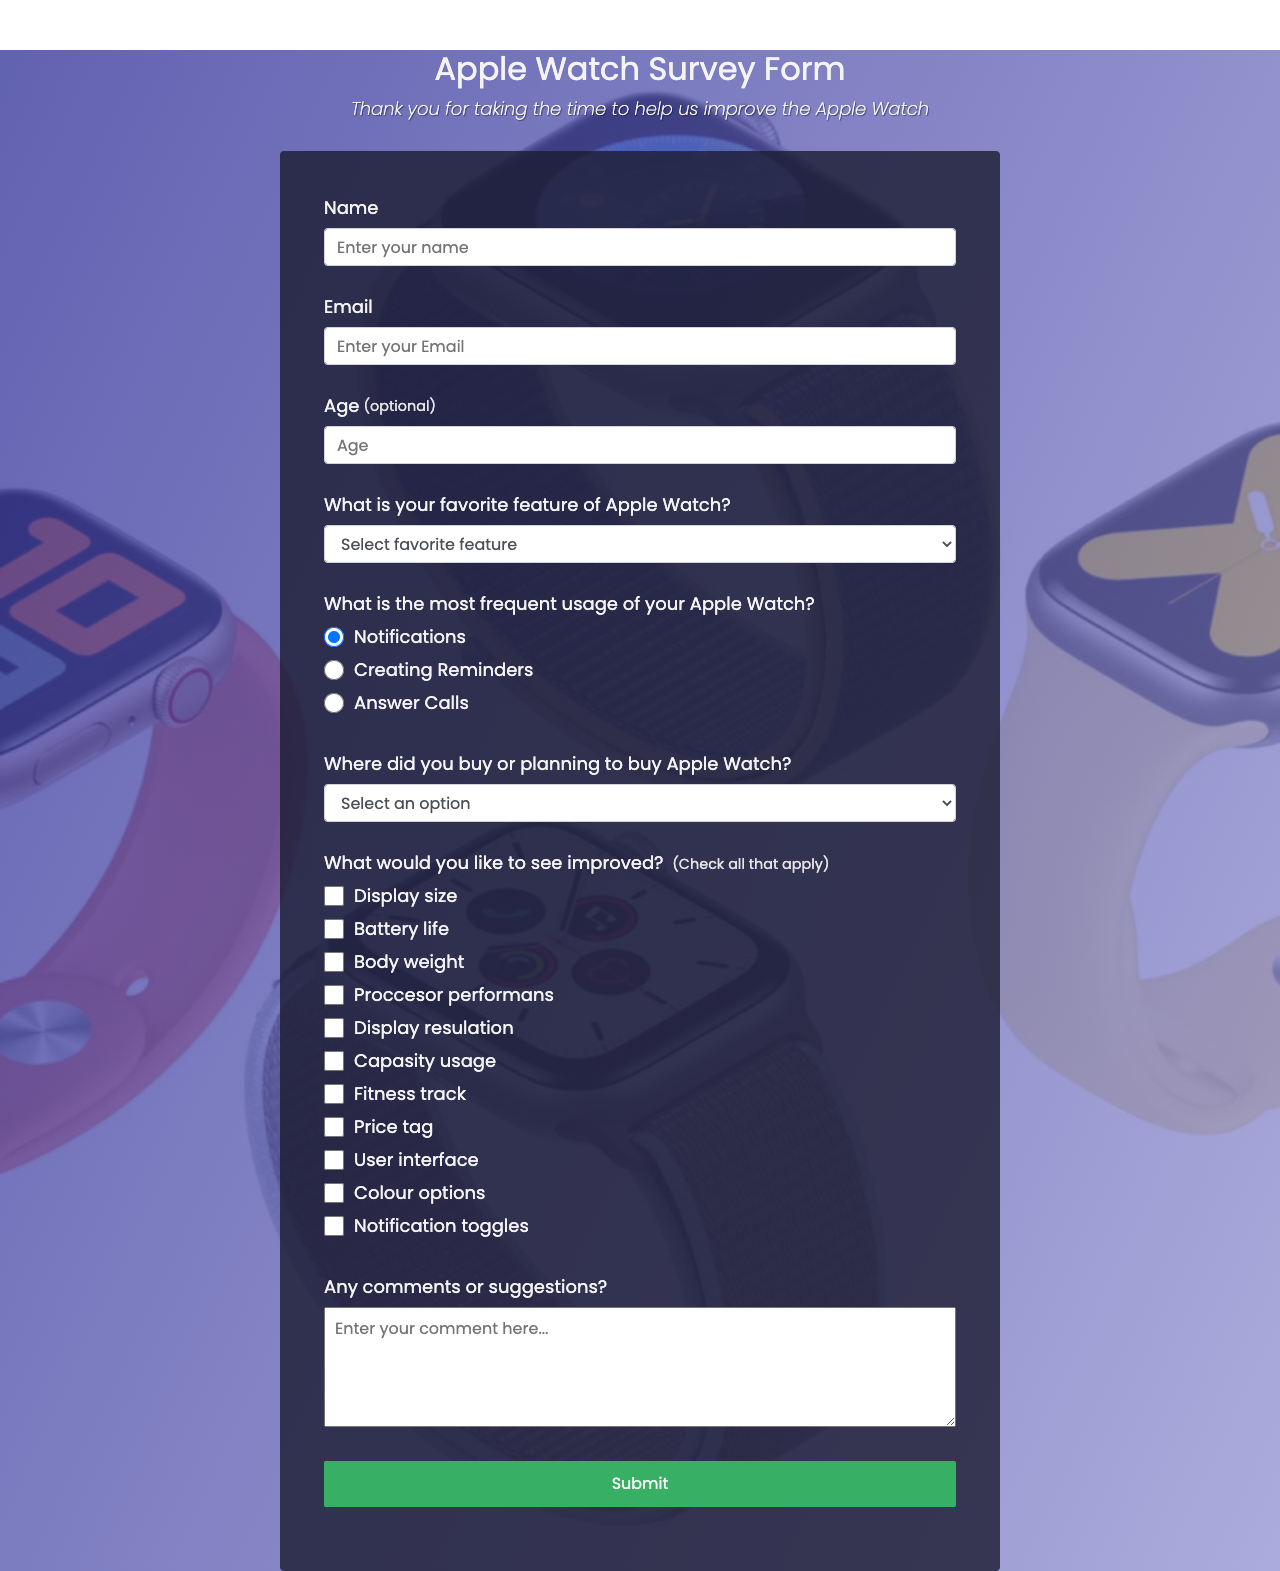 Apple Watch Survey Form
Thank you for taking the time to help us improve the Apple Watch
Name
Enter your name
Email
Enter your Email
Age (optional)
Age
What is your favorite feature of Apple Watch?
Select favorite feature
What is the most frequent usage of your Apple Watch?
Notifications
Creating Reminders
Answer Calls
Where did you buy or planning to buy Apple Watch?
Select an option
What would you like to see improved? (Check all that apply)
Display size
Battery life
Body weight
Proccesor performans
Display resulation
Capasity usage
Fitness track
Price tag
User interface
Colour options
Notification toggles
Any comments or suggestions?
Enter your comment here...
Submit
10